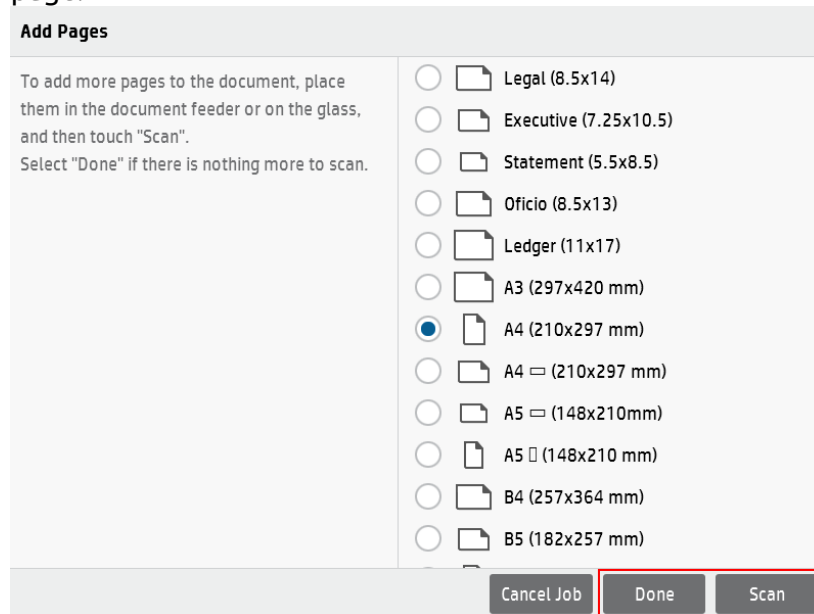 page.
Add Pages
To add more pages to the document, place
them in the document feeder or on the glass,
and then touch "Scan".
Select "Done" if there is nothing more to scan.
Legal (8.5x14)
Executive (7.25x10.5)
Statement (5.5x8.5)
Oficio (8.5x13)
Ledger (11x17)
A3 (297x420 mm)
A4 (210x297 mm)
A4 ▭ (210x297 mm)
A5 ▭ (148x210mm)
A5 ▯ (148x210 mm)
B4 (257x364 mm)
B5 (182x257 mm)
Cancel Job
Done
Scan